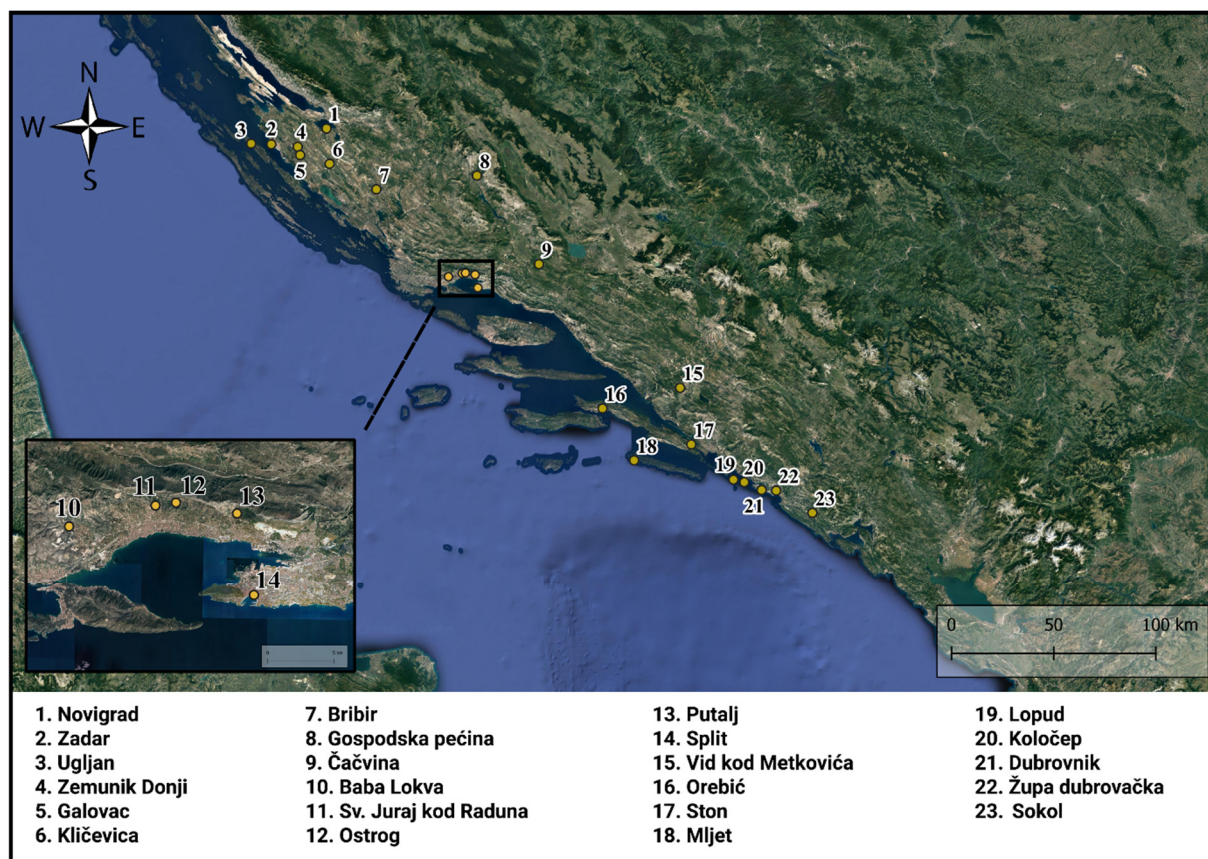 N
W E
S
1
2
3
4
5
6
7
8
9
10
11
12
13
14
15
16
17
18
19
20
21
22
23
0 50 100 km
1. Novigrad
2. Zadar
3. Ugljan
4. Zemunik Donji
5. Galovac
6. Kličevica
7. Bribir
8. Gospodska pećina
9. Čačvina
10. Baba Lokva
11. Sv. Juraj kod Raduna
12. Ostrog
13. Putalj
14. Split
15. Vid kod Metkovića
16. Orebić
17. Ston
18. Mljet
19. Lopud
20. Koločep
21. Dubrovnik
22. Župa dubrovačka
23. Sokol